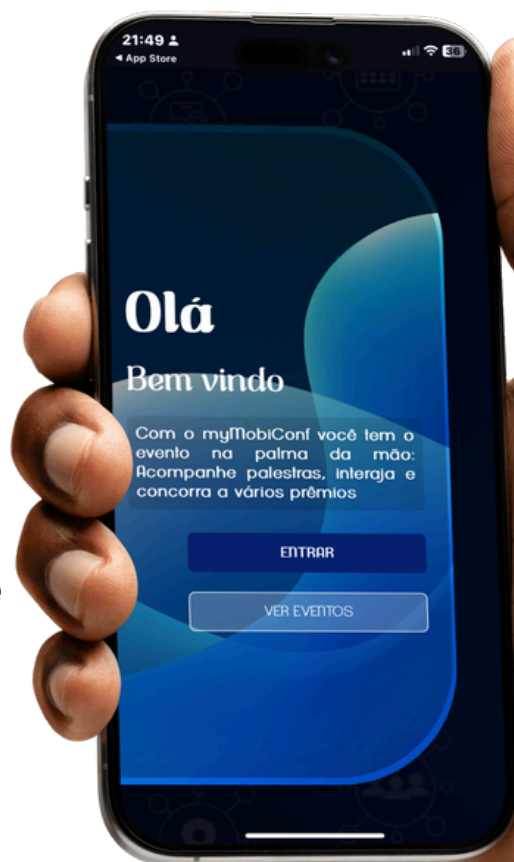 21:49
App Store
36
Olá
Bem vindo
Com o myMobiConf você tem o
evento na palma da mão:
Acompanhe palestras, interaja e
concorra a vários prêmios
ENTRAR
VER EVENTOS